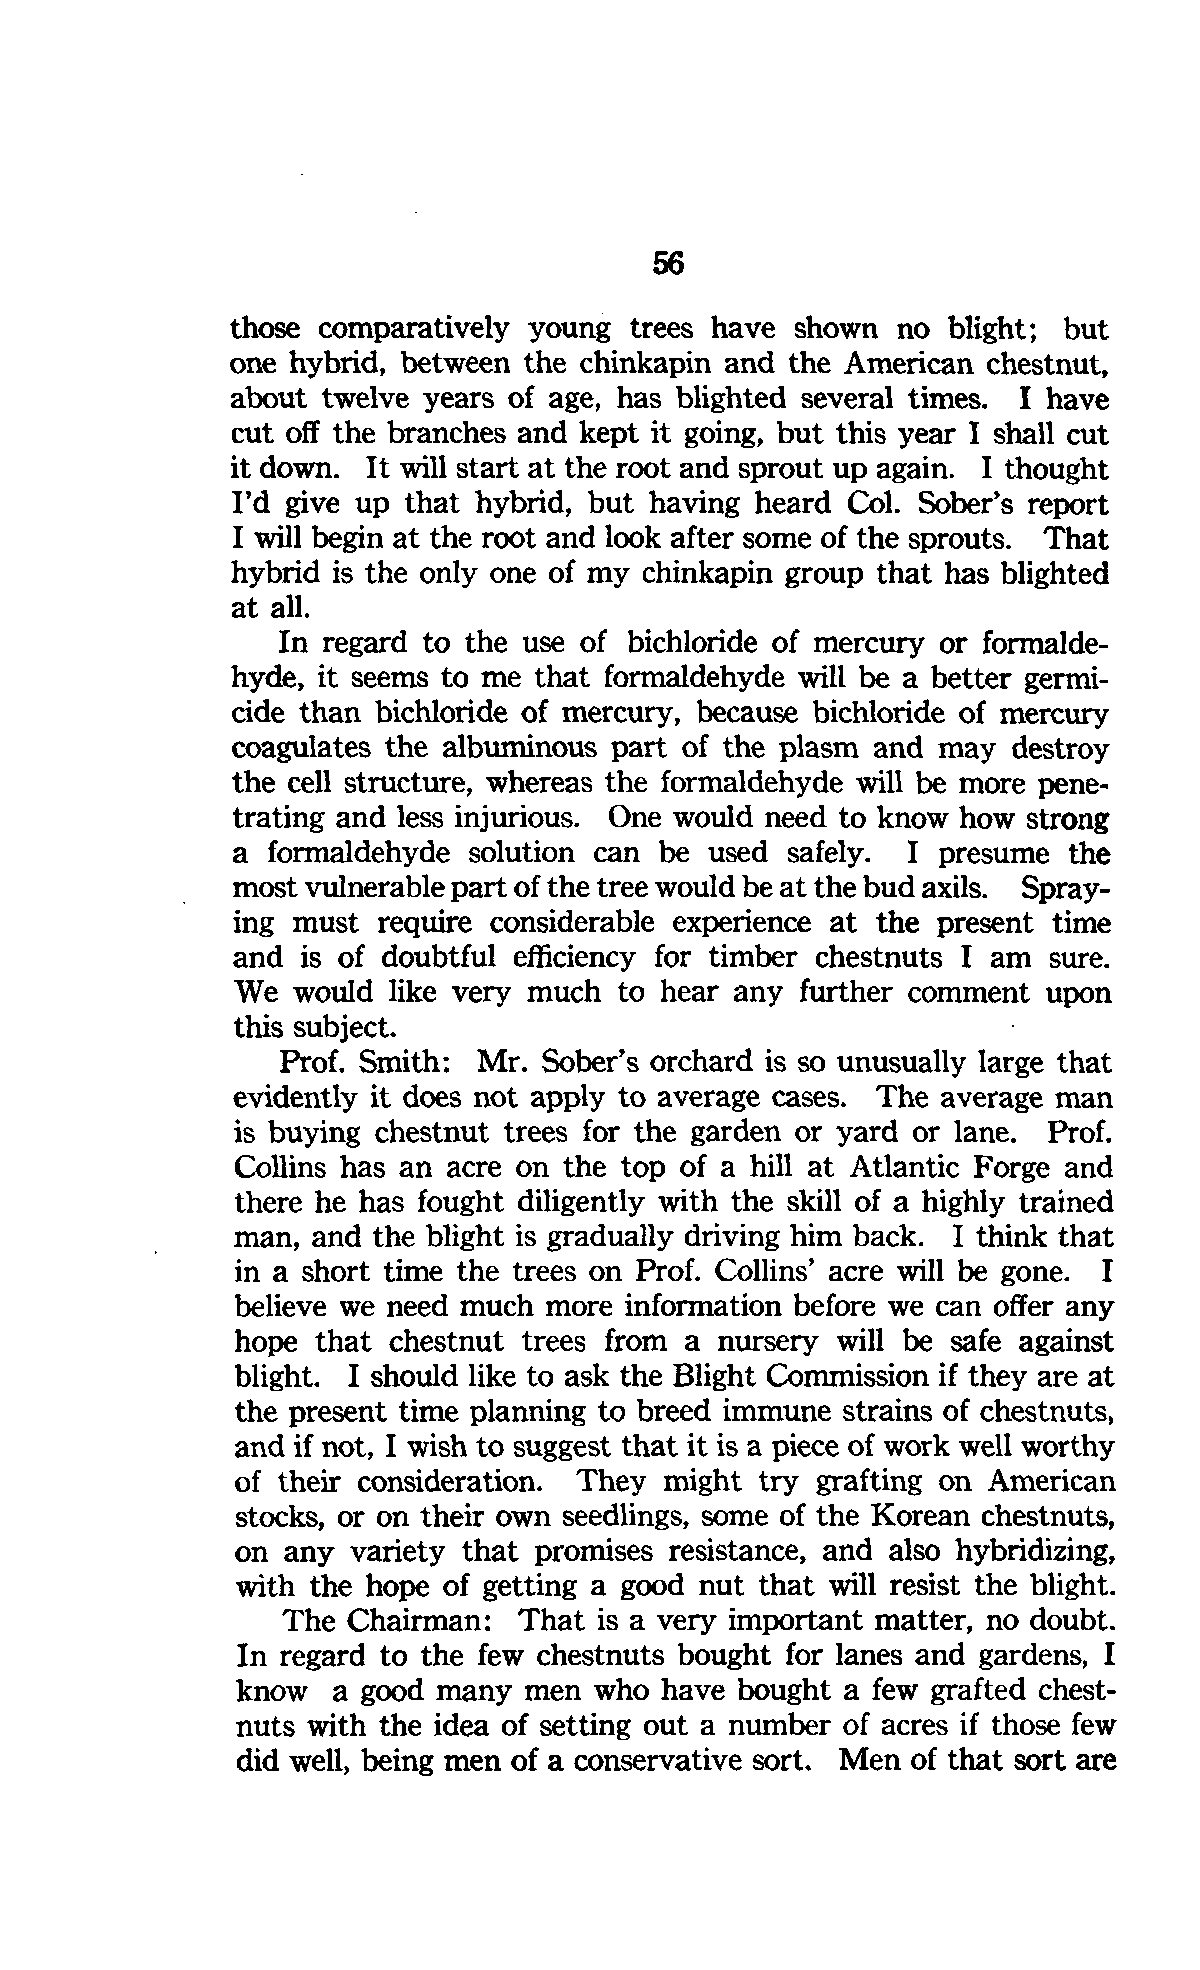 56
those comparatively young trees have shown no blight; but
one hybrid, between the chinkapin and the American chestnut,
about twelve years of age, has blighted several times. I have
cut off the branches and kept it going, but this year I shall cut
it down. It will start at the root and sprout up again. I thought
I'd give up that hybrid, but having heard Col. Sober's report
I will begin at the root and look after some of the sprouts. That
hybrid is the only one of my chinkapin group that has blighted
at all.
In regard to the use of bichloride of mercury or formalde-
hyde, it seems to me that formaldehyde will be a better germi-
cide than bichloride of mercury, because bichloride of mercury
coagulates the albuminous part of the plasm and may destroy
the cell structure, whereas the formaldehyde will be more pene-
trating and less injurious. One would need to know how strong
a formaldehyde solution can be used safely. I presume the
most vulnerable part of the tree would be at the bud axils. Spray-
ing must require considerable experience at the present time
and is of doubtful efficiency for timber chestnuts I am sure.
We would like very much to hear any further comment upon
this subject.
Prof. Smith: Mr. Sober's orchard is so unusually large that
evidently it does not apply to average cases. The average man
is buying chestnut trees for the garden or yard or lane. Prof.
Collins has an acre on the top of a hill at Atlantic Forge and
there he has fought diligently with the skill of a highly trained
man, and the blight is gradually driving him back. I think that
in a short time the trees on Prof. Collins' acre will be gone. I
believe we need much more information before we can offer any
hope that chestnut trees from a nursery will be safe against
blight. I should like to ask the Blight Commission if they are at
the present time planning to breed immune strains of chestnuts,
and if not, I wish to suggest that it is a piece of work well worthy
of their consideration. They might try grafting on American
stocks, or on their own seedlings, some of the Korean chestnuts,
on any variety that promises resistance, and also hybridizing,
with the hope of getting a good nut that will resist the blight.
The Chairman: That is a very important matter, no doubt.
In regard to the few chestnuts bought for lanes and gardens, I
know a good many men who have bought a few grafted chest-
nuts with the idea of setting out a number of acres if those few
did well, being men of a conservative sort. Men of that sort are